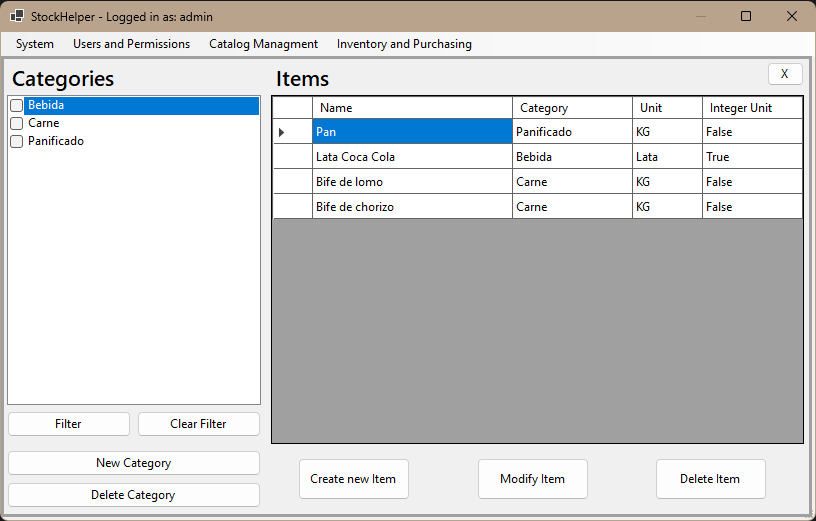 StockHelper - Logged in as: admin
System Users and Permissions Catalog Managment Inventory and Purchasing
Categories
Bebida
Carne
Panificado
Filter Clear Filter
New Category
Delete Category
Items X
Name Category Unit Integer Unit
Pan Panificado KG False
Lata Coca Cola Bebida Lata True
Bife de lomo Carne KG False
Bife de chorizo Carne KG False
Create new Item Modify Item Delete Item